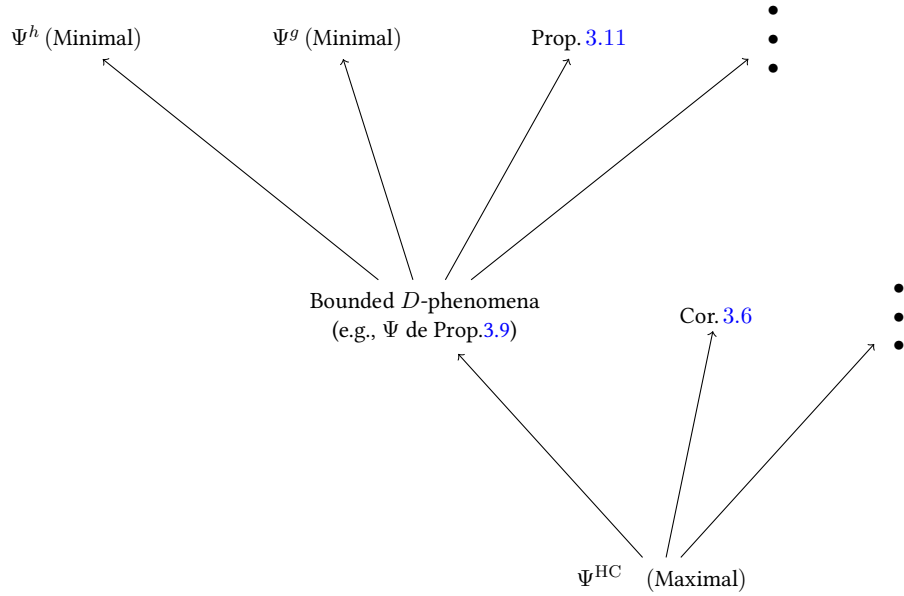 Ψ^h (Minimal)
Ψ^g (Minimal)
Prop. 3.11
Bounded D-phenomena
(e.g., Ψ de Prop.3.9)
Cor. 3.6
Ψ^HC (Maximal)